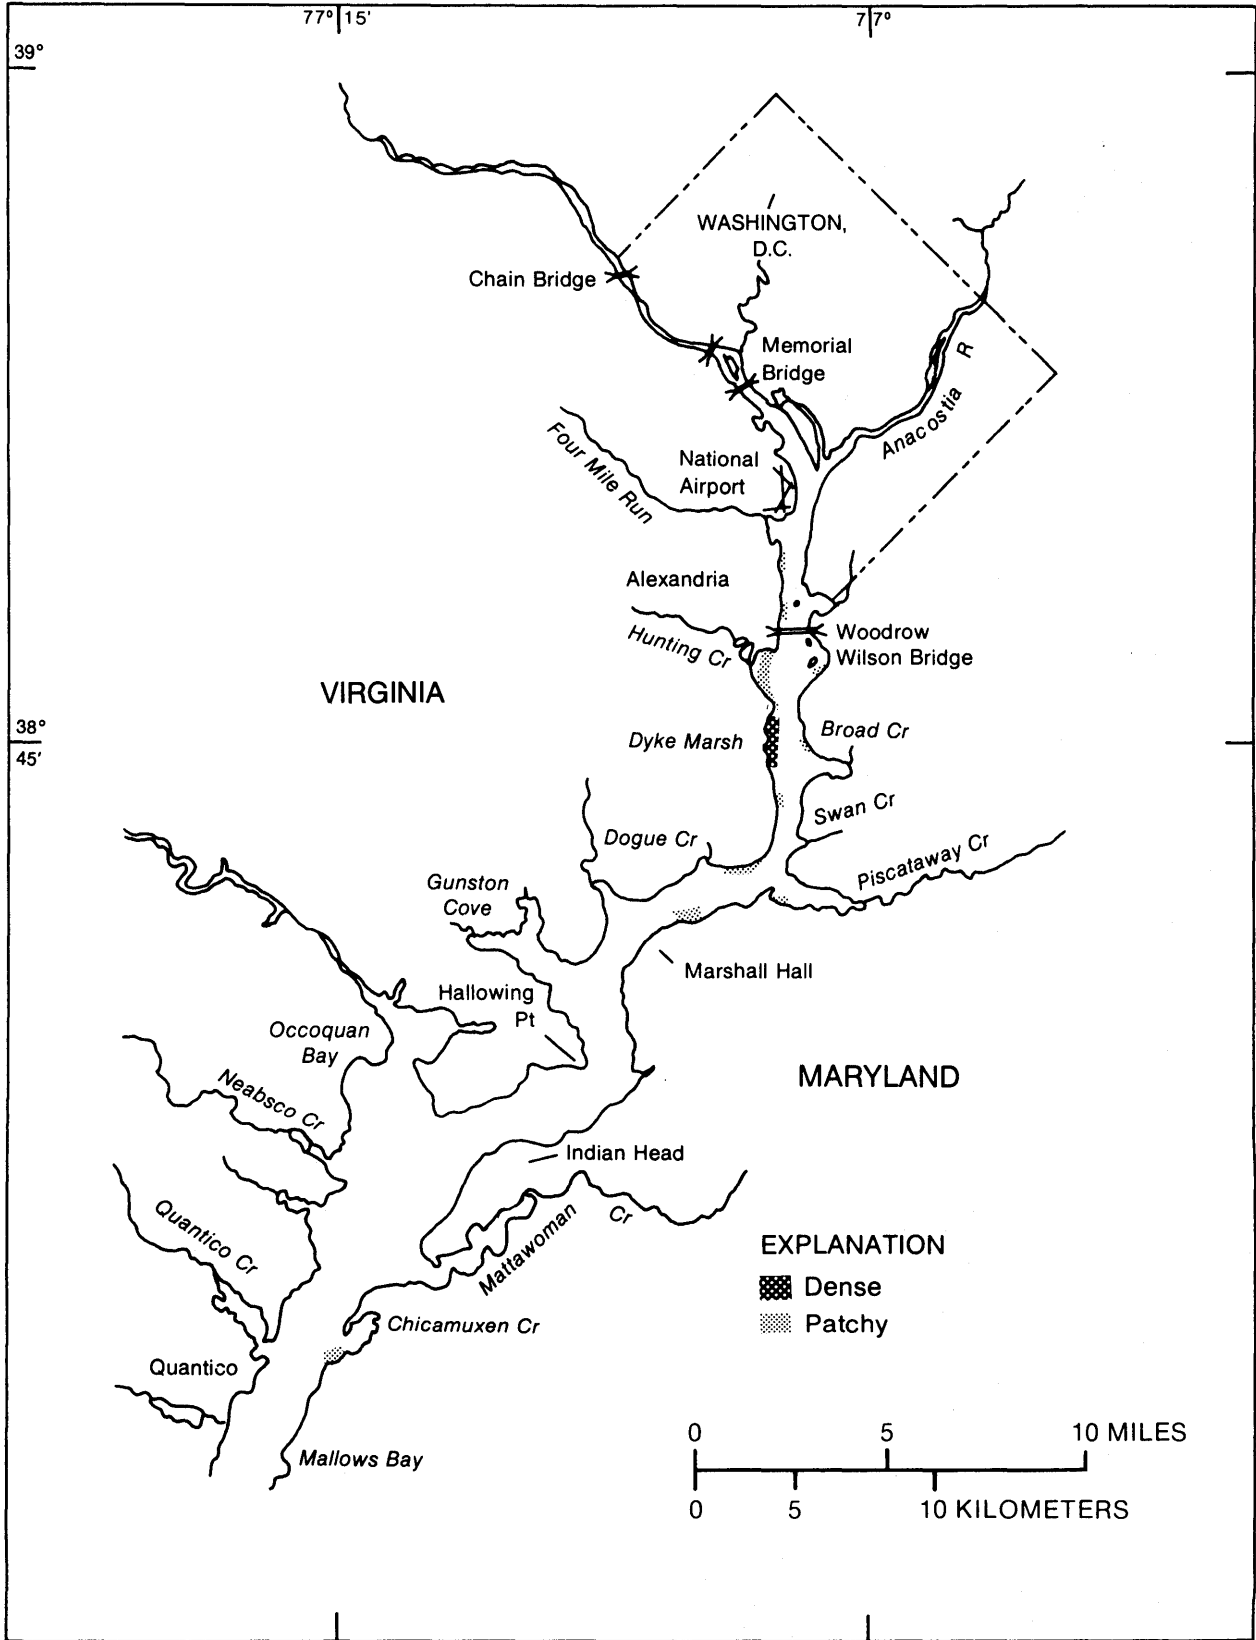 77° 15'
77°
39°
WASHINGTON,
D.C.
Chain Bridge
Memorial
Bridge
Anacostia R
Four Mile Run
National
Airport
Alexandria
Hunting Cr
Woodrow
Wilson Bridge
VIRGINIA
38°
45'
Dyke Marsh
Broad Cr
Swan Cr
Dogue Cr
Piscataway Cr
Gunston
Cove
Marshall Hall
Hallowing
Pt
Occoquan
Bay
MARYLAND
Neabsco Cr
Indian Head
Mattawoman Cr
Quantico Cr
EXPLANATION
Dense
Patchy
Chicamuxen Cr
Quantico
Mallows Bay
0 5 10 MILES
0 5 10 KILOMETERS